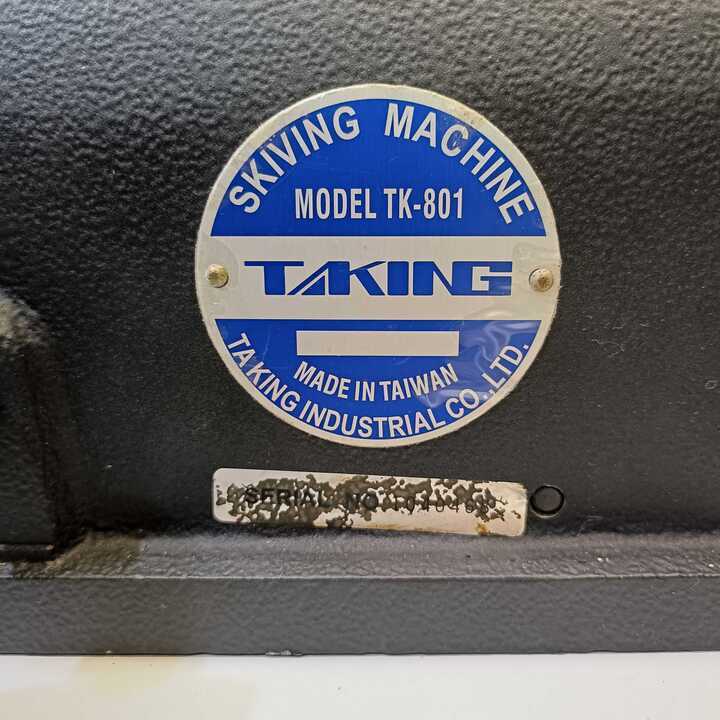 SKIVING MACHINE
MODEL TK-801
TAKING
MADE IN TAIWAN
TA KING INDUSTRIAL CO., LTD.
SERIAL NO